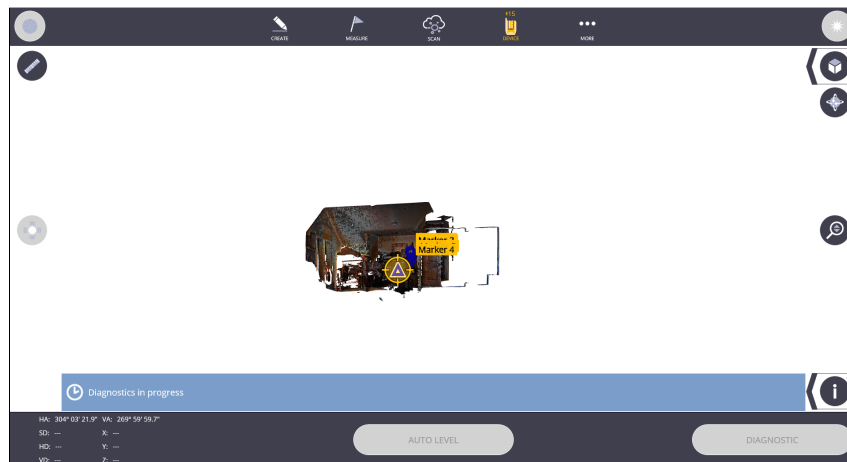 CREATE
MEASURE
SCAN
±15
DEVICE
MORE
Marker 4
Diagnostics in progress
HA: 304° 03' 21.9" VA: 269° 59' 59.7"
SD: --- X: ---
HD: --- Y: ---
VD: --- Z: ---
AUTO LEVEL
DIAGNOSTIC